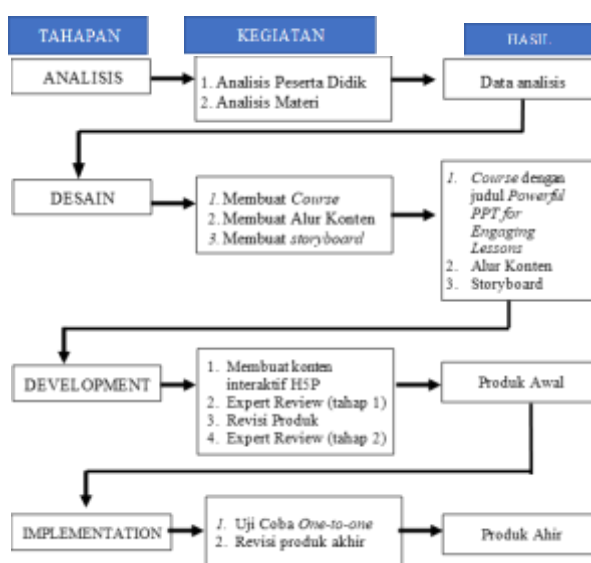 TAHAPAN
KEGIATAN
HASIL
ANALISIS
1. Analisis Peserta Didik
2. Analisis Materi
Data analisis
DESAIN
1. Membuat Course
2. Membuat Alur Konten
3. Membuat storyboard
1. Course dengan
judul Powerful
PPT for
Engaging
Lessons
2. Alur Konten
3. Storyboard
DEVELOPMENT
1. Membuat konten
interaktif H5P
2. Expert Review (tahap 1)
3. Revisi Produk
4. Expert Review (tahap 2)
Produk Awal
IMPLEMENTATION
1. Uji Coba One-to-one
2. Revisi produk akhir
Produk Ahir